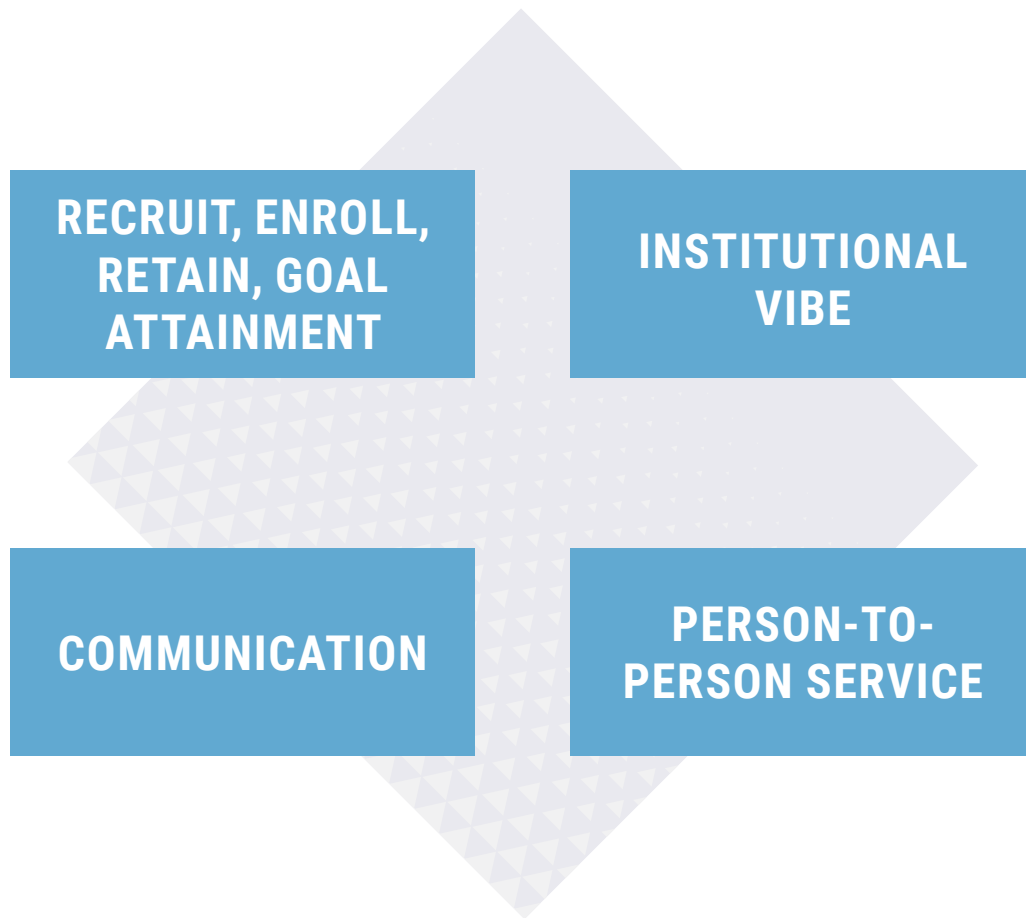 RECRUIT, ENROLL,
RETAIN, GOAL
ATTAINMENT
INSTITUTIONAL
VIBE
COMMUNICATION
PERSON-TO-
PERSON SERVICE